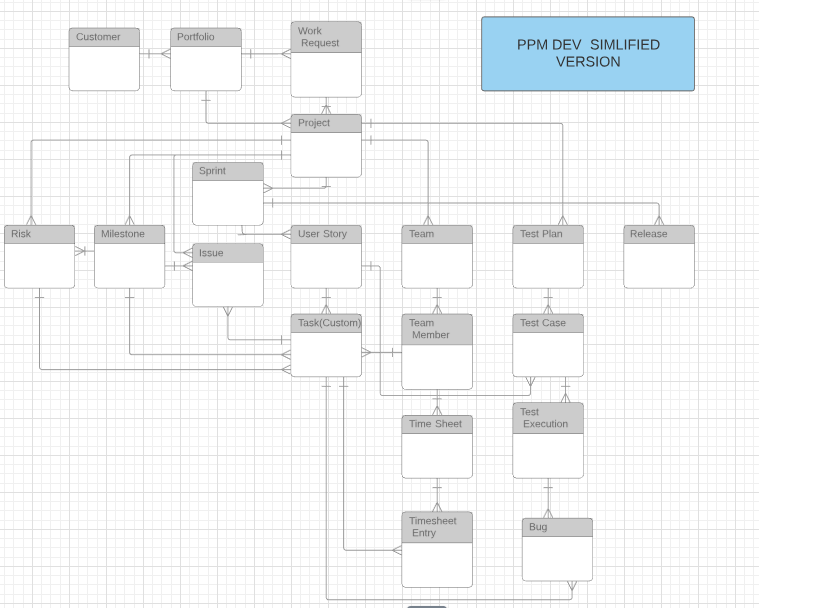 Customer
Portfolio
Work
Request
PPM DEV SIMLIFIED
VERSION
Project
Sprint
Risk
Milestone
Issue
User Story
Team
Test Plan
Release
Task(Custom)
Team
Member
Test Case
Time Sheet
Test
Execution
Timesheet
Entry
Bug